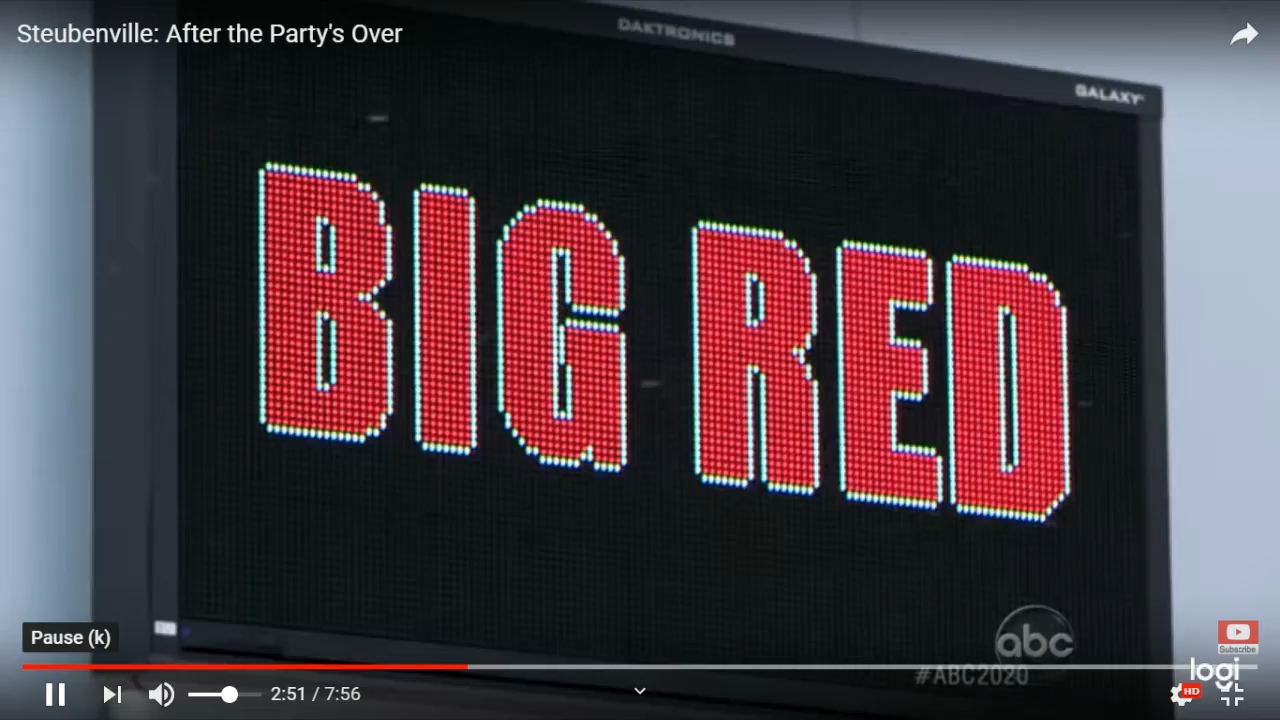 Steubenville: After the Party's Over
DAKTRONICS
GALAXY
BIG RED
abc
#ABC2020
Pause (k)
Subscribe
logi
2:51 / 7:56
HD